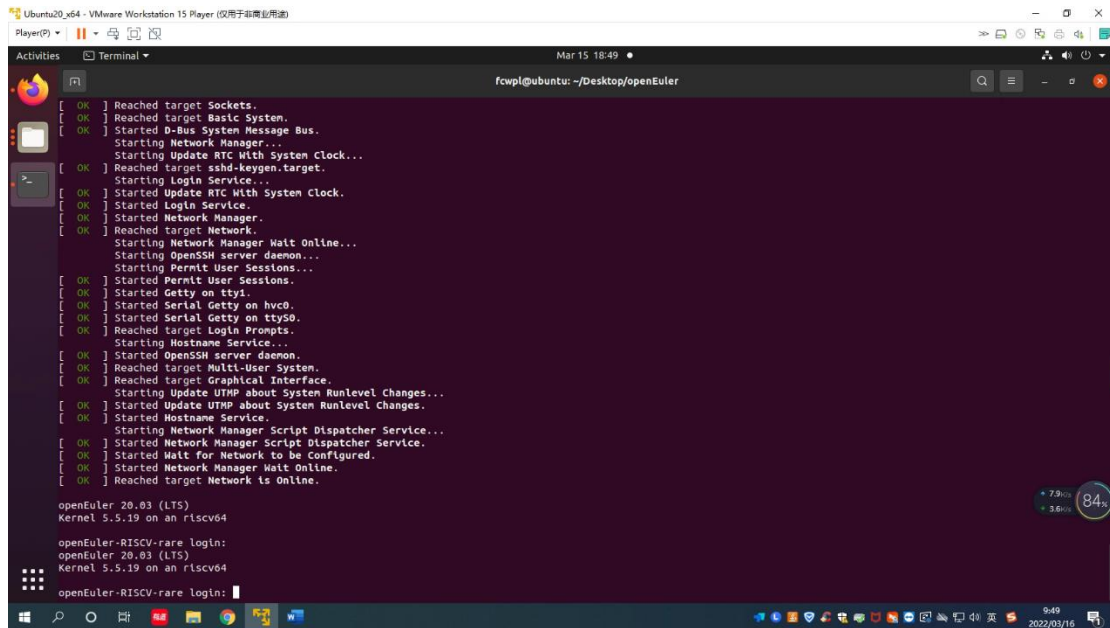 Ubuntu20_x64 - VMware Workstation 15 Player (仅用于非商业用途)
Player(P)
Activities Terminal Mar 15 18:49
fcwpl@ubuntu: ~/Desktop/openEuler
[ OK ] Reached target Sockets.
[ OK ] Reached target Basic System.
[ OK ] Started D-Bus System Message Bus.
Starting Network Manager...
Starting Update RTC With System Clock...
[ OK ] Reached target sshd-keygen.target.
Starting Login Service...
[ OK ] Started Update RTC With System Clock.
[ OK ] Started Login Service.
[ OK ] Started Network Manager.
[ OK ] Reached target Network.
Starting Network Manager Wait Online...
Starting OpenSSH server daemon...
Starting Permit User Sessions...
[ OK ] Started Permit User Sessions.
[ OK ] Started Getty on tty1.
[ OK ] Started Serial Getty on hvc0.
[ OK ] Started Serial Getty on ttyS0.
[ OK ] Reached target Login Prompts.
Starting Hostname Service...
[ OK ] Started OpenSSH server daemon.
[ OK ] Reached target Multi-User System.
[ OK ] Reached target Graphical Interface.
Starting Update UTMP about System Runlevel Changes...
[ OK ] Started Update UTMP about System Runlevel Changes.
[ OK ] Started Hostname Service.
Starting Network Manager Script Dispatcher Service...
[ OK ] Started Network Manager Script Dispatcher Service.
[ OK ] Started Wait for Network to be Configured.
[ OK ] Started Network Manager Wait Online.
[ OK ] Reached target Network is Online.
openEuler 20.03 (LTS)
Kernel 5.5.19 on an riscv64
openEuler-RISCV-rare login:
openEuler 20.03 (LTS)
Kernel 5.5.19 on an riscv64
openEuler-RISCV-rare login:
7.9K/s
3.6K/s
84%
英
9:49
2022/03/16